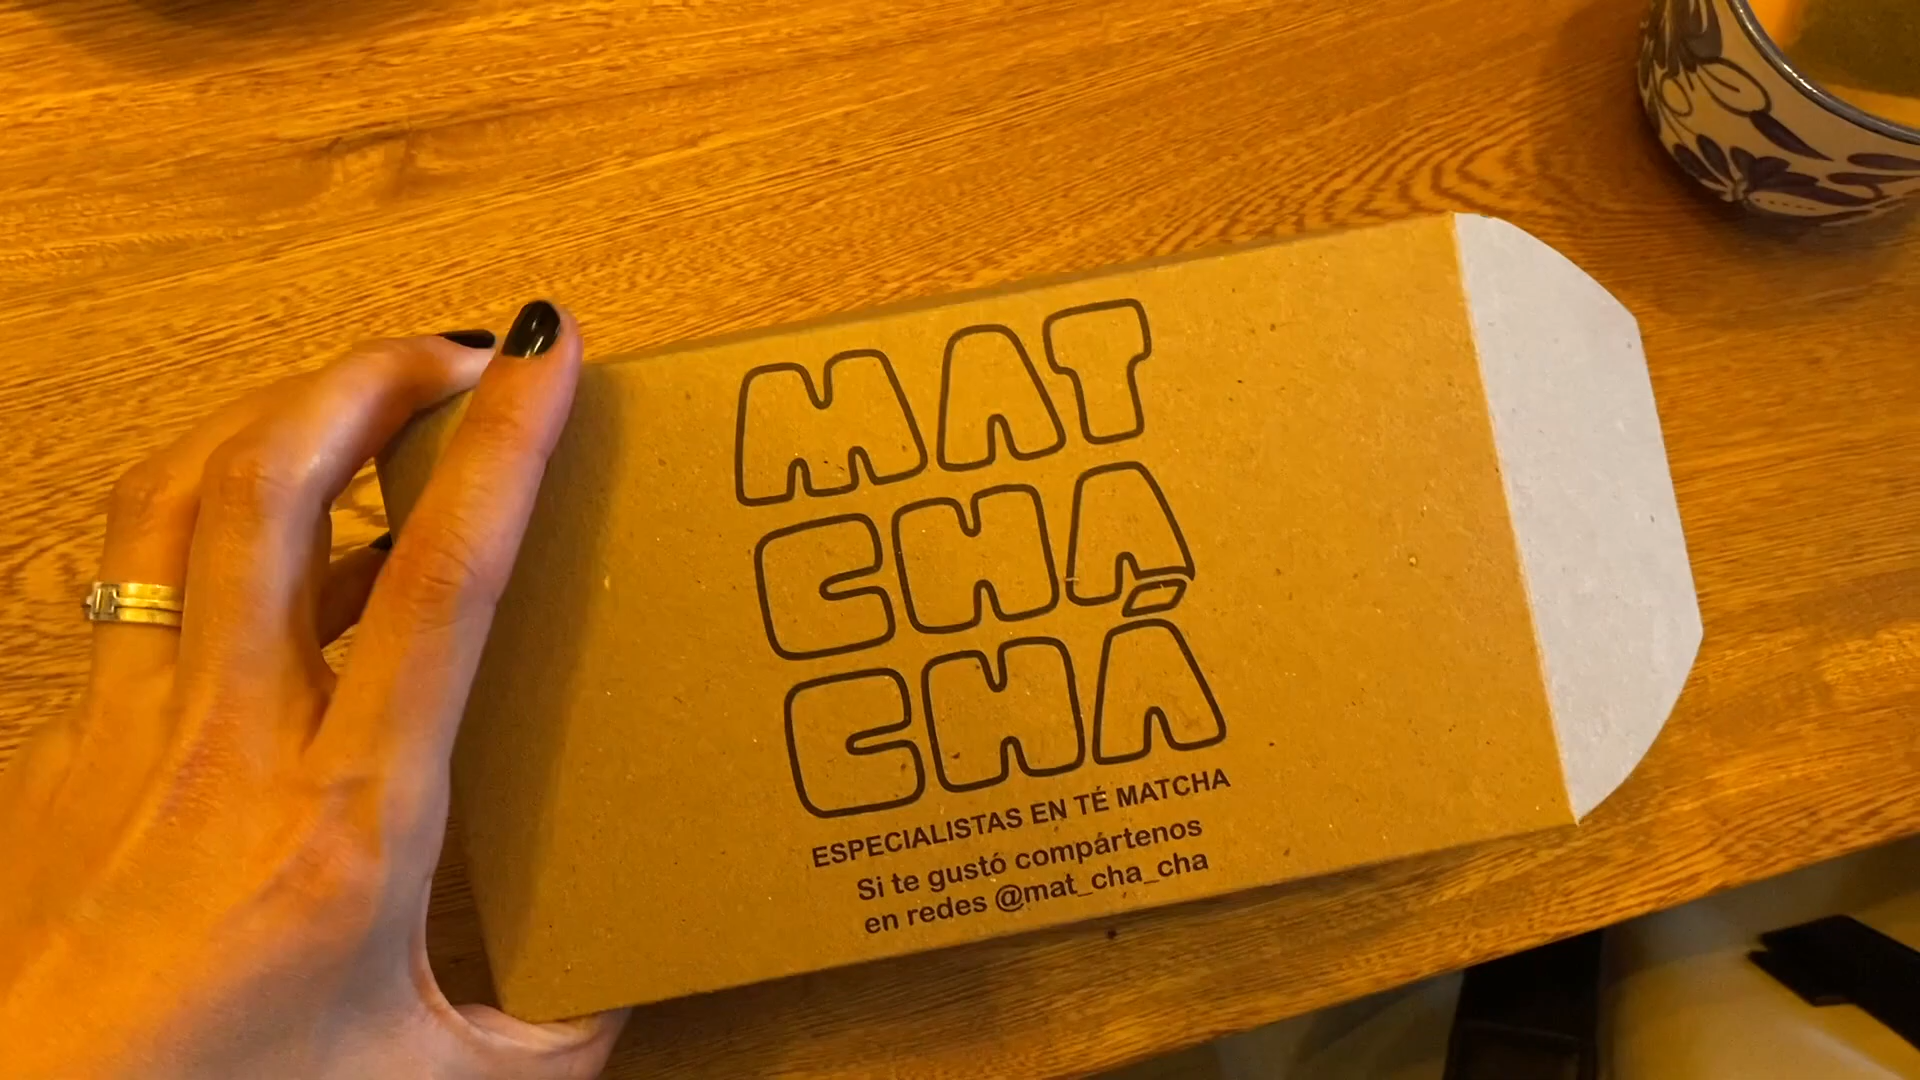 MAT
CHA
CHÁ
ESPECIALISTAS EN TÉ MATCHA
Si te gustó compártenos
en redes @mat_cha_cha